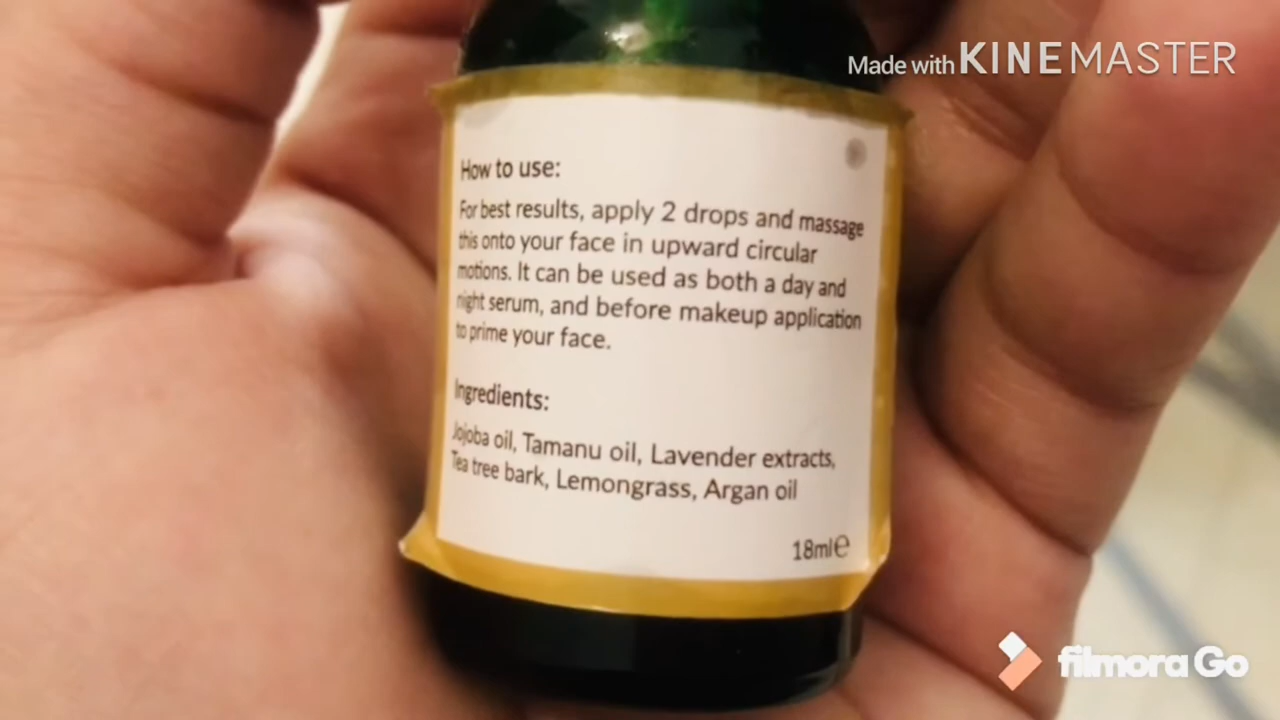 Made with KINEMASTER
How to use:
For best results, apply 2 drops and massage
this onto your face in upward circular
motions. It can be used as both a day and
night serum, and before makeup application
to prime your face.
Ingredients:
Jojoba oil, Tamanu oil, Lavender extracts,
Tea tree bark, Lemongrass, Argan oil
18ml℮
filmora Go